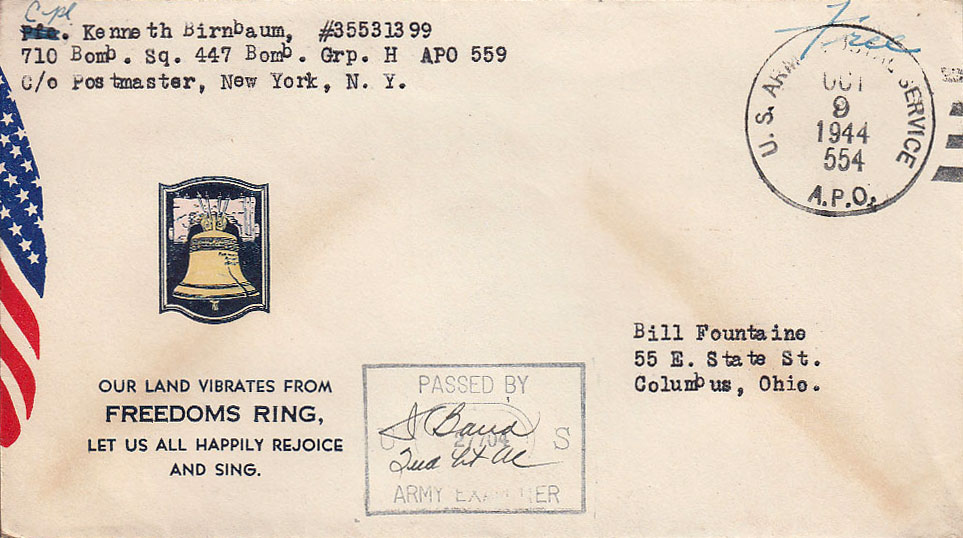 Cpl
Pfc. Kenneth Birnbaum, #35531399
710 Bomb. Sq. 447 Bomb. Grp. H APO 559
C/o Postmaster, New York, N. Y.
Free
U. S. ARMY POSTAL SERVICE
OCT
9
1944
554
A.P.O.
OUR LAND VIBRATES FROM
FREEDOMS RING,
LET US ALL HAPPILY REJOICE
AND SING.
PASSED BY
U 27704 S
2nd Lt AC
ARMY EXAMINER
Bill Fountaine
55 E. State St.
Columbus, Ohio.